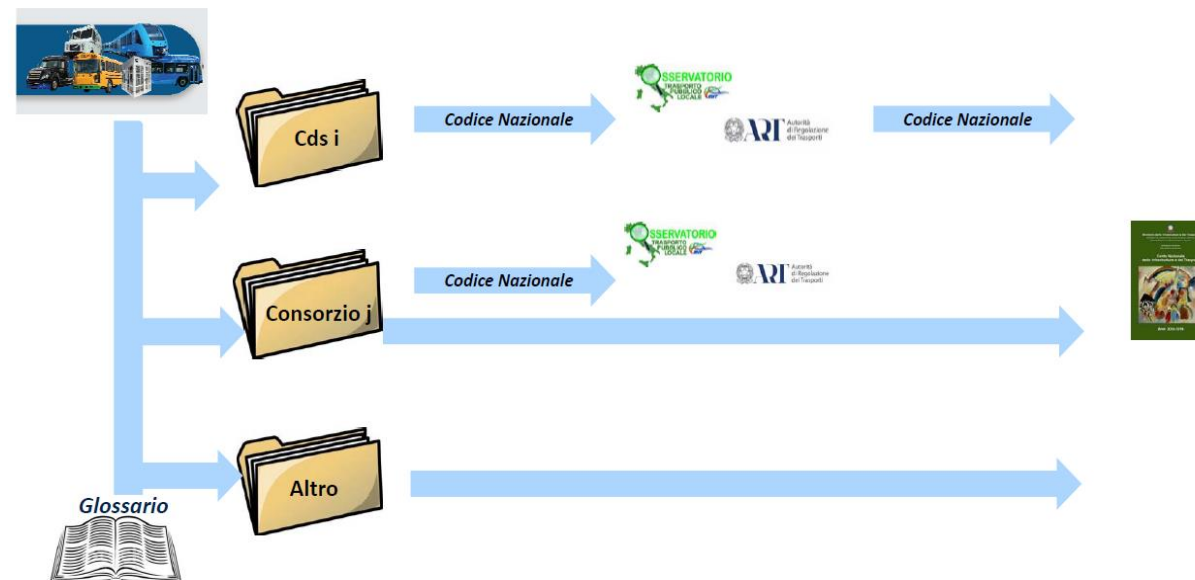 Cds i
Codice Nazionale
OSSERVATORIO
TRASPORTO
PUBBLICO
LOCALE
ART Autorità
di Regolazione
dei Trasporti
Codice Nazionale
Consorzio j
Codice Nazionale
OSSERVATORIO
TRASPORTO
PUBBLICO
LOCALE
ART Autorità
di Regolazione
dei Trasporti
Altro
Glossario